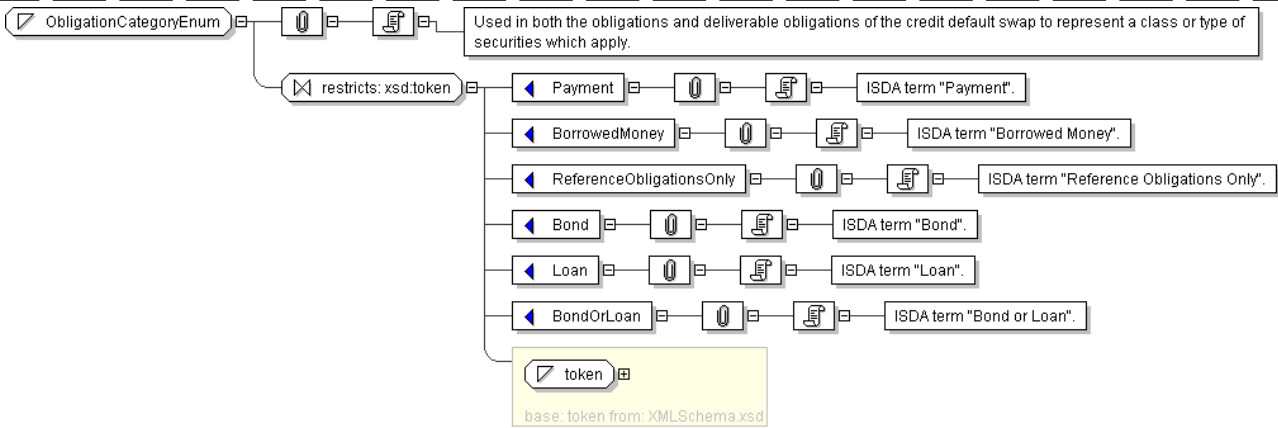 ObligationCategoryEnum
Used in both the obligations and deliverable obligations of the credit default swap to represent a class or type of
securities which apply.
restricts: xsd:token
Payment
ISDA term "Payment".
BorrowedMoney
ISDA term "Borrowed Money".
ReferenceObligationsOnly
ISDA term "Reference Obligations Only".
Bond
ISDA term "Bond".
Loan
ISDA term "Loan".
BondOrLoan
ISDA term "Bond or Loan".
token
base: token from: XMLSchema.xsd